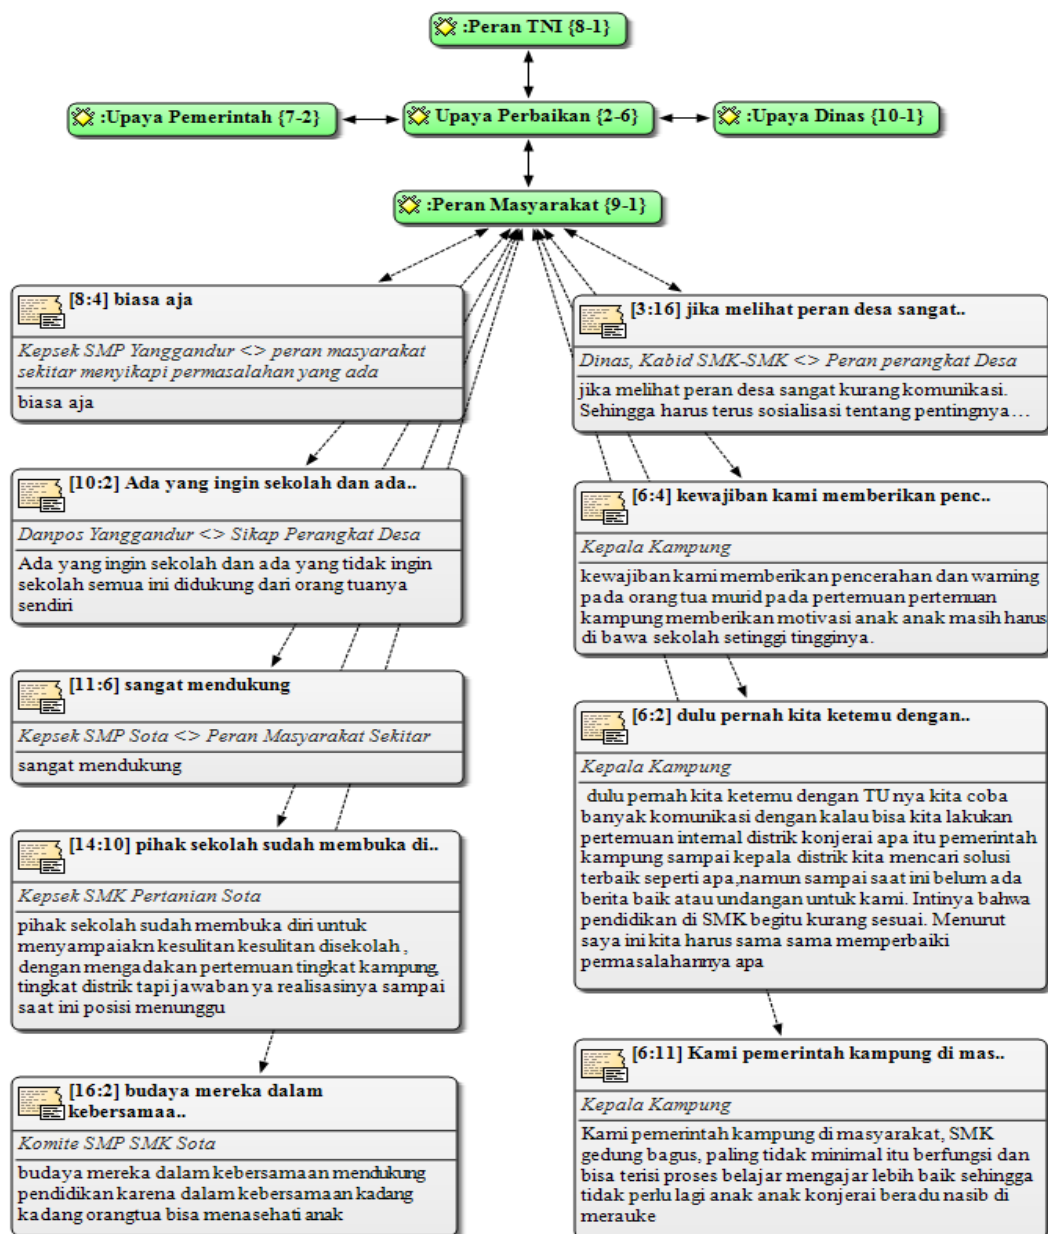 :Peran TNI {8-1}
:Upaya Pemerintah {7-2}
Upaya Perbaikan {2-6}
:Upaya Dinas {10-1}
:Peran Masyarakat {9-1}
[8:4] biasa aja
Kepsek SMP Yanggandur <> peran masyarakat
sekitar menyikapi permasalahan yang ada
biasa aja
[10:2] Ada yang ingin sekolah dan ada..
Danpos Yanggandur <> Sikap Perangkat Desa
Ada yang ingin sekolah dan ada yang tidak ingin
sekolah semua ini didukung dari orang tuanya
sendiri
[11:6] sangat mendukung
Kepsek SMP Sota <> Peran Masyarakat Sekitar
sangat mendukung
[14:10] pihak sekolah sudah membuka di..
Kepsek SMK Pertanian Sota
pihak sekolah sudah membuka diri untuk
menyampaiakn kesulitan kesulitan disekolah ,
dengan mengadakan pertemuan tingkat kampung,
tingkat distrik tapi jawaban ya realisasinya sampai
saat ini posisi menunggu
[16:2] budaya mereka dalam
kebersamaa..
Komite SMP SMK Sota
budaya mereka dalam kebersamaan mendukung
pendidikan karena dalam kebersamaan kadang
kadang orangtua bisa menasehati anak
[3:16] jika melihat peran desa sangat..
Dinas, Kabid SMK-SMK <> Peran perangkat Desa
jika melihat peran desa sangat kurang komunikasi.
Sehingga harus terus sosialisasi tentang pentingnya...
[6:4] kewajiban kami memberikan penc..
Kepala Kampung
kewajiban kami memberikan pencerahan dan warning
pada orang tua murid pada pertemuan pertemuan
kampung memberikan motivasi anak anak masih harus
di bawa sekolah setinggi tingginya.
[6:2] dulu pernah kita ketemu dengan..
Kepala Kampung
dulu pernah kita ketemu dengan TU nya kita coba
banyak komunikasi dengan kalau bisa kita lakukan
pertemuan internal distrik konjerai apa itu pemerintah
kampung sampai kepala distrik kita mencari solusi
terbaik seperti apa,namun sampai saat ini belum ada
berita baik atau undangan untuk kami. Intinya bahwa
pendidikan di SMK begitu kurang sesuai. Menurut
saya ini kita harus sama sama memperbaiki
permasalahannya apa
[6:11] Kami pemerintah kampung di mas..
Kepala Kampung
Kami pemerintah kampung di masyarakat, SMK
gedung bagus, paling tidak minimal itu berfungsi dan
bisa terisi proses belajar mengajar lebih baik sehingga
tidak perlu lagi anak anak konjerai beradu nasib di
merauke